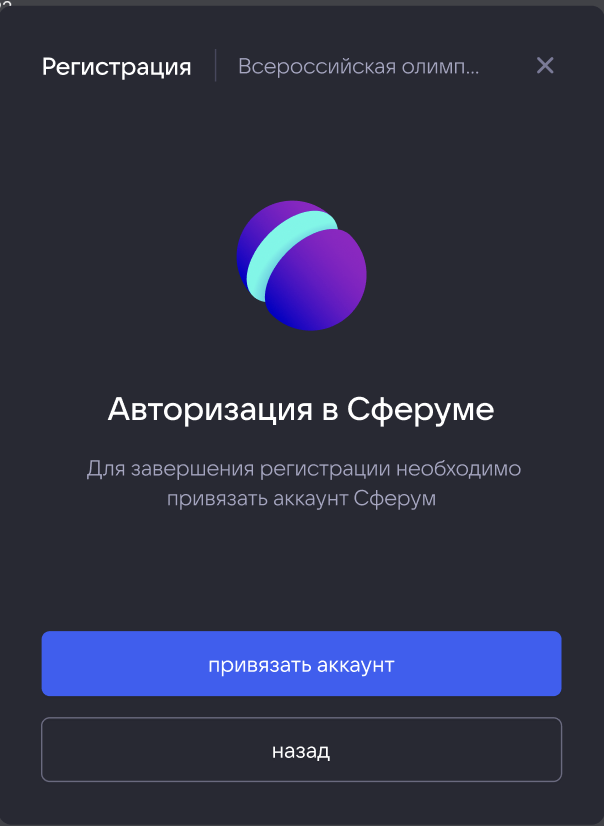 Регистрация
Всероссийская олимп...
Авторизация в Сферуме
Для завершения регистрации необходимо
привязать аккаунт Сферум
привязать аккаунт
назад